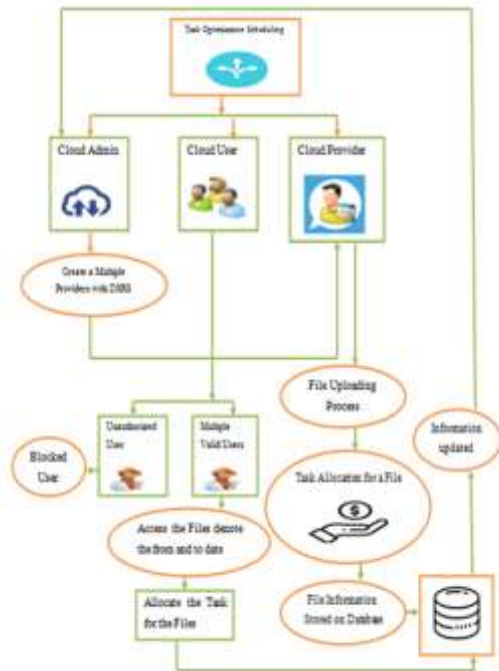 Task Optimization Scheduling
Cloud Admin
Cloud User
Cloud Provider
Create a Multiple
Providers with
File Uploading
Process
Unauthorized
User
Multiple
Valid Users
Information
updated
Blocked
User
Task Allocation for a File
Access the Files denote
the from and to date
Allocate the Task
for the Files
File Information
Stored on Database